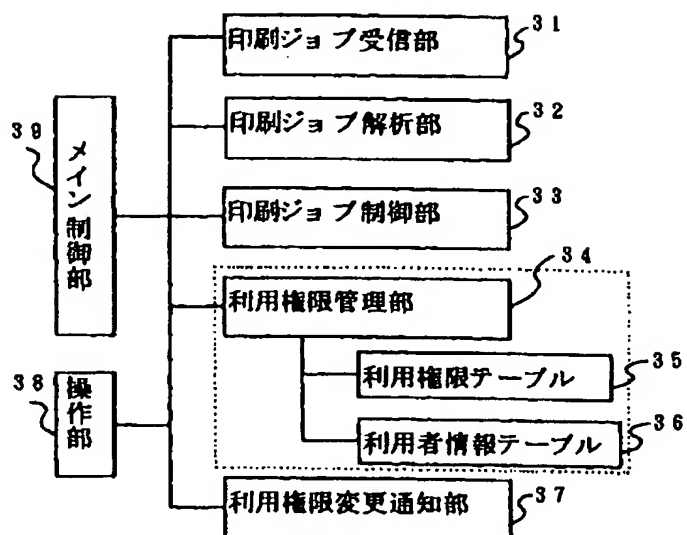 31
印刷ジョブ受信部
32
印刷ジョブ解析部
39
メイン制御部
33
印刷ジョブ制御部
34
利用権限管理部
35
利用権限テーブル
38
操作部
36
利用者情報テーブル
37
利用権限変更通知部